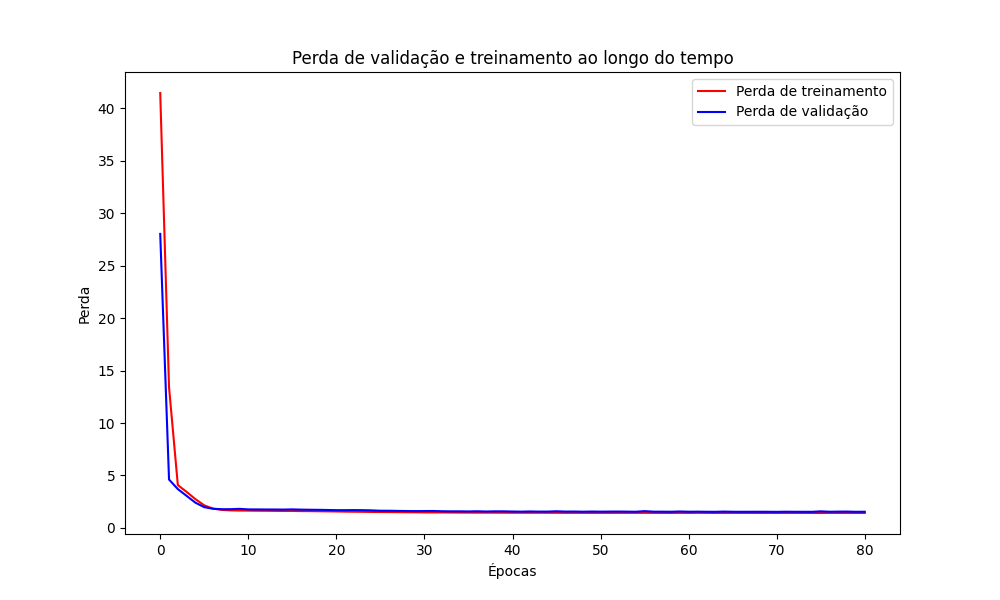 Perda de validação e treinamento ao longo do tempo
Perda de treinamento
Perda de validação
40
35
30
25
20
15
10
5
0
Perda
0 10 20 30 40 50 60 70 80
Épocas